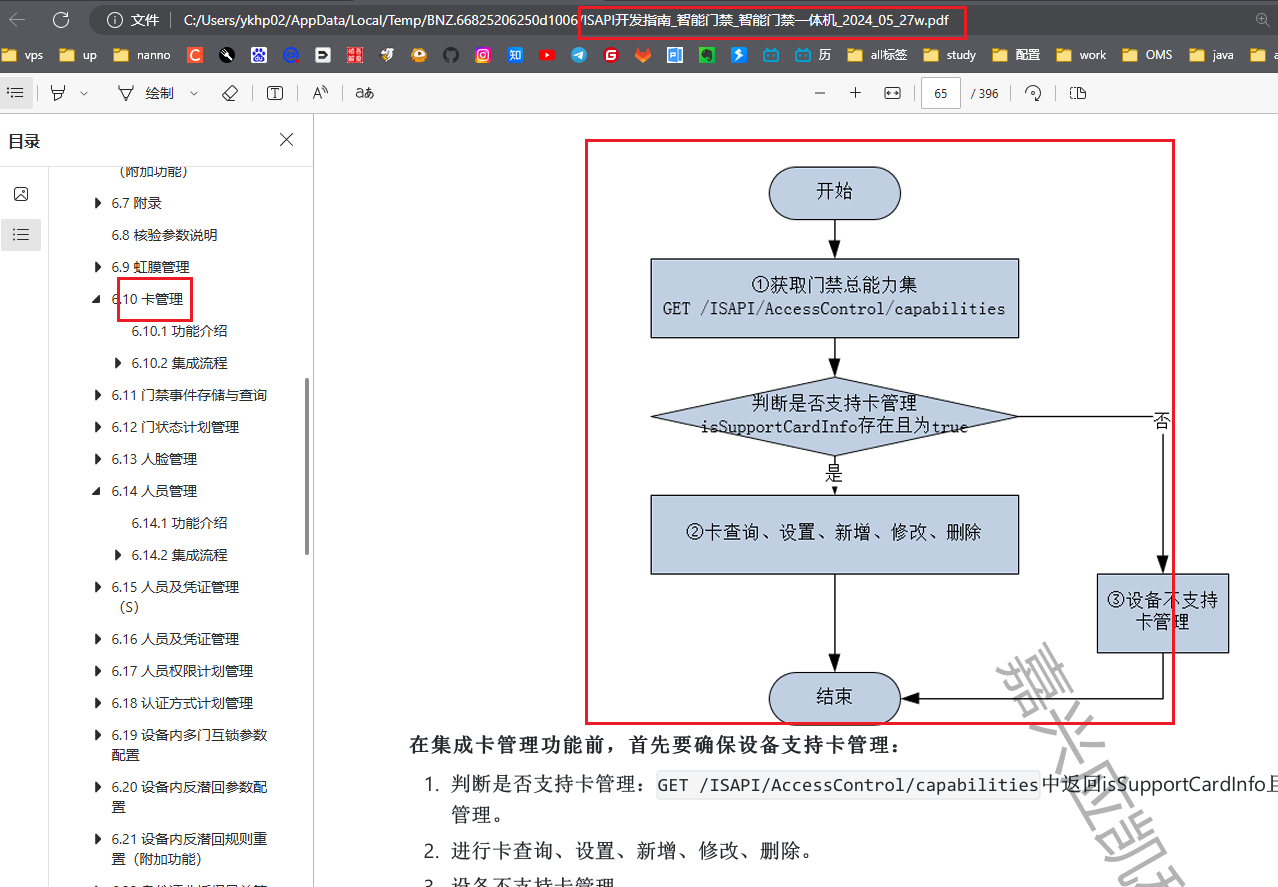 文件
C:/Users/ykhp02/AppData/Local/Temp/BNZ.66825206250d1006/ISAPI开发指南_智能门禁_智能门禁一体机_2024_05_27w.pdf
vps
up
nanno
知
历
all标签
study
配置
work
OMS
java
绘制
65
/ 396
目录
（附加功能）
6.7 附录
6.8 核验参数说明
6.9 虹膜管理
6.10 卡管理
6.10.1 功能介绍
6.10.2 集成流程
6.11 门禁事件存储与查询
6.12 门状态计划管理
6.13 人脸管理
6.14 人员管理
6.14.1 功能介绍
6.14.2 集成流程
6.15 人员及凭证管理
（S）
6.16 人员及凭证管理
6.17 人员权限计划管理
6.18 认证方式计划管理
6.19 设备内多门互锁参数
配置
6.20 设备内反潜回参数配
置
6.21 设备内反潜回规则重
置（附加功能）
开始
①获取门禁总能力集
GET /ISAPI/AccessControl/capabilities
判断是否支持卡管理
isSupportCardInfo存在且为true
否
是
②卡查询、设置、新增、修改、删除
③设备不支持
卡管理
结束
在集成卡管理功能前，首先要确保设备支持卡管理：
1. 判断是否支持卡管理：GET /ISAPI/AccessControl/capabilities中返回isSupportCardInfo且
管理。
2. 进行卡查询、设置、新增、修改、删除。
3. 设备不支持卡管理
嘉兴应凯科